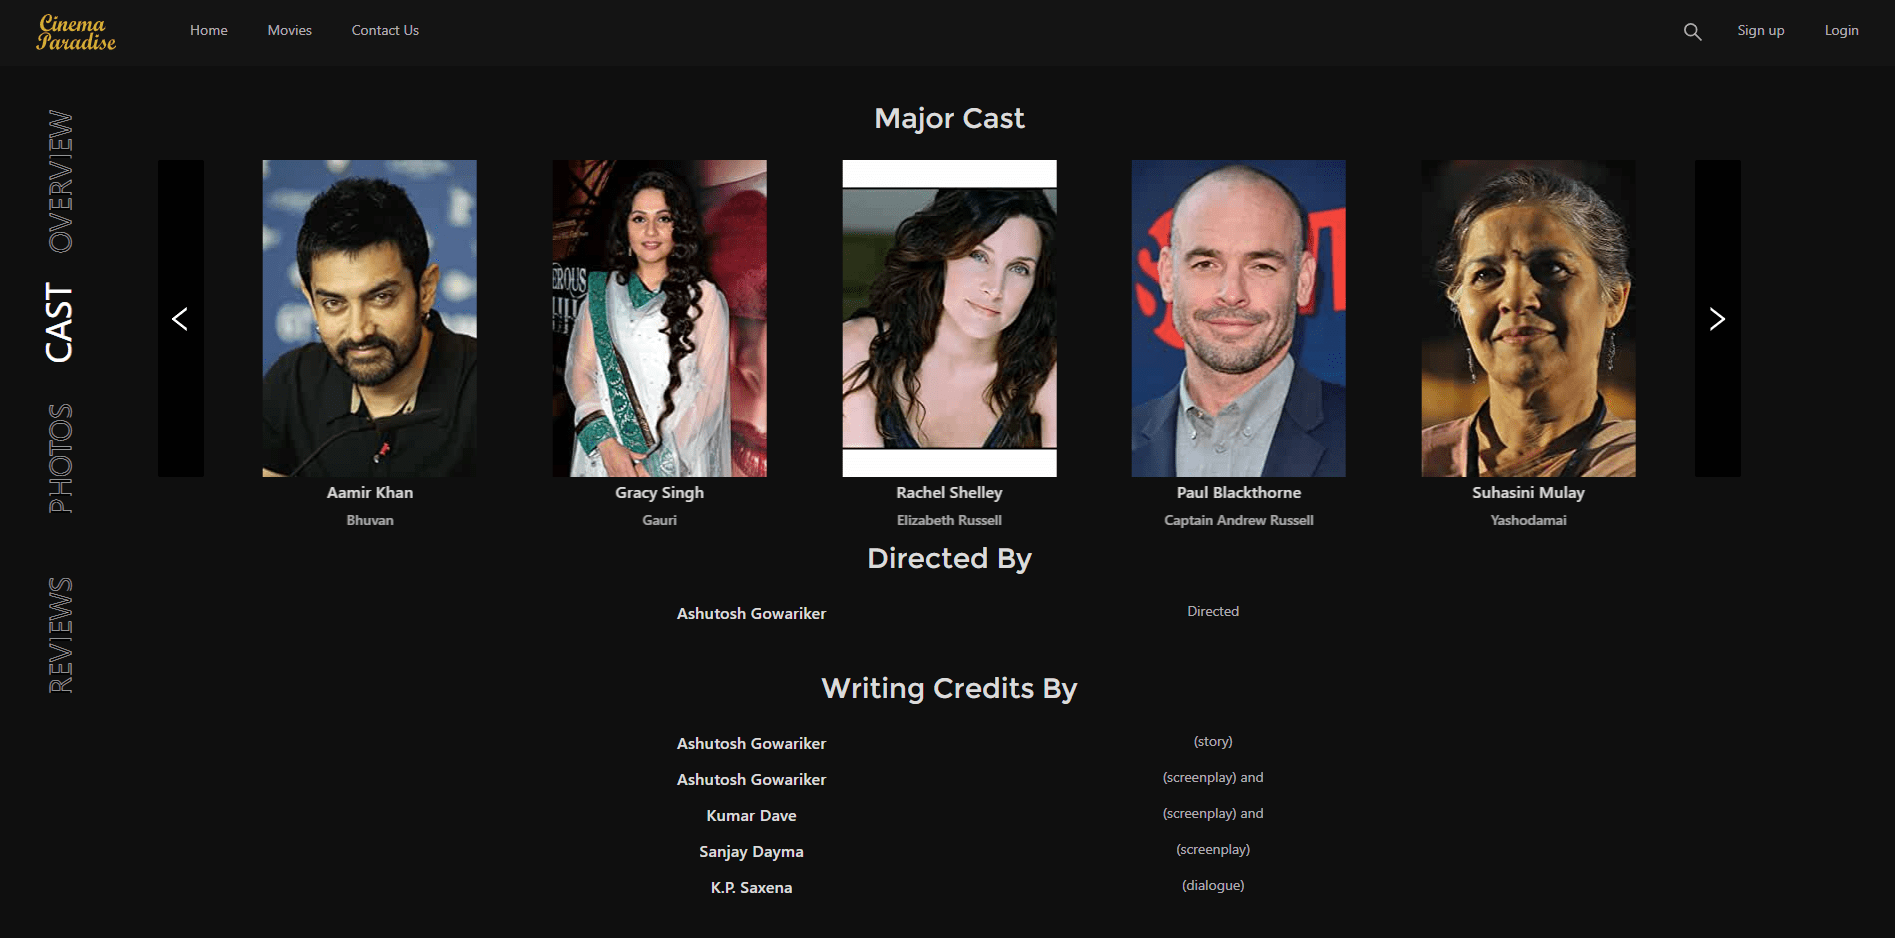 Cinema
Paradise
Home
Movies
Contact Us
Sign up
Login
OVERVIEW
CAST
PHOTOS
REVIEWS
Major Cast
Aamir Khan
Bhuvan
Gracy Singh
Gauri
Rachel Shelley
Elizabeth Russell
Paul Blackthorne
Captain Andrew Russell
Suhasini Mulay
Yashodamai
Directed By
Ashutosh Gowariker
Directed
Writing Credits By
Ashutosh Gowariker
(story)
Ashutosh Gowariker
(screenplay) and
Kumar Dave
(screenplay) and
Sanjay Dayma
(screenplay)
K.P. Saxena
(dialogue)